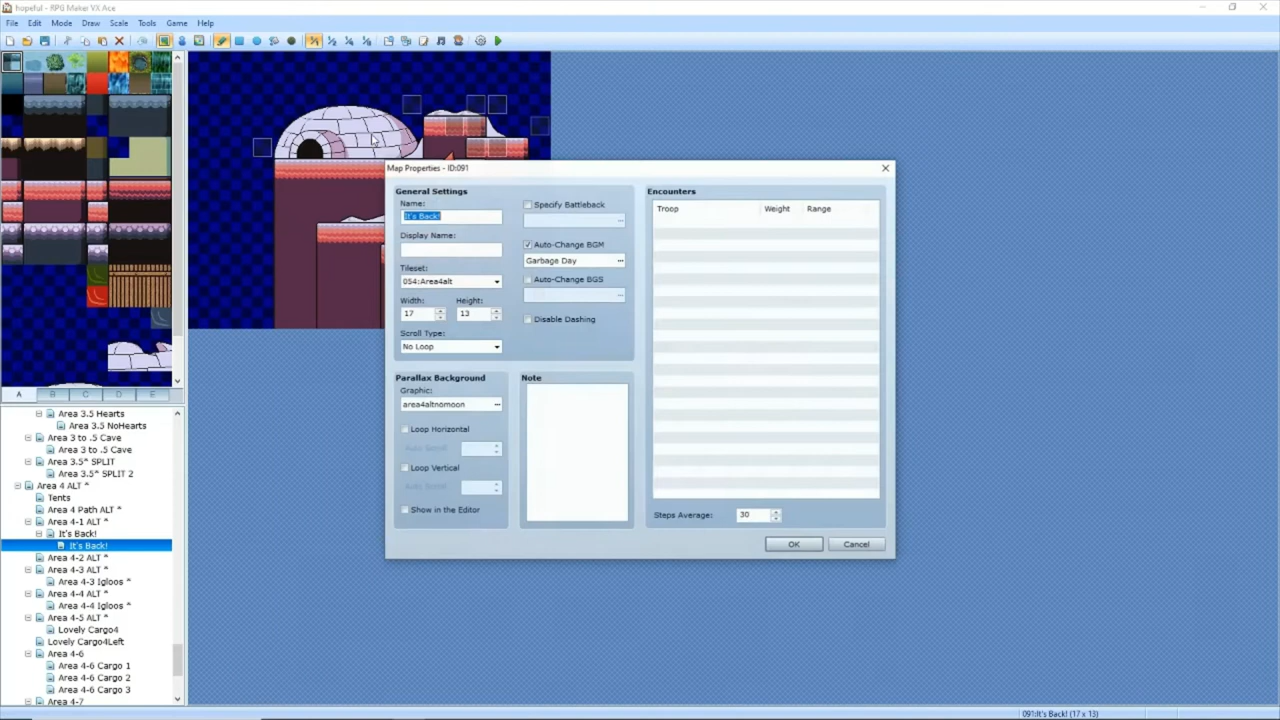 hopeful - RPG Maker VX Ace
File Edit Mode Draw Scale Tools Game Help
Map Properties - ID:091
General Settings
Name:
It's Back!
Display Name:
Tileset:
054:Area4alt
Width: Height:
17 13
Scroll Type:
No Loop
Specify Battleback
Auto-Change BGM
Garbage Day
Auto-Change BGS
Disable Dashing
Encounters
Troop Weight Range
Steps Average: 30
Parallax Background
Graphic:
area4altnomoon
Loop Horizontal
Auto Scroll:
Loop Vertical
Auto Scroll:
Show in the Editor
Note
OK Cancel
A B C D E
Area 3.5 Hearts
Area 3.5 NoHearts
Area 3 to .5 Cave
Area 3 to .5 Cave
Area 3.5^ SPLIT
Area 3.5^ SPLIT 2
Area 4 ALT ^
Tents
Area 4 Path ALT ^
Area 4-1 ALT ^
It's Back!
It's Back!
Area 4-2 ALT ^
Area 4-3 ALT ^
Area 4-3 Igloos ^
Area 4-4 ALT ^
Area 4-4 Igloos ^
Area 4-5 ALT ^
Lovely Cargo4
Lovely Cargo4Left
Area 4-6
Area 4-6 Cargo 1
Area 4-6 Cargo 2
Area 4-6 Cargo 3
Area 4-7
091:It's Back! (17 x 13)